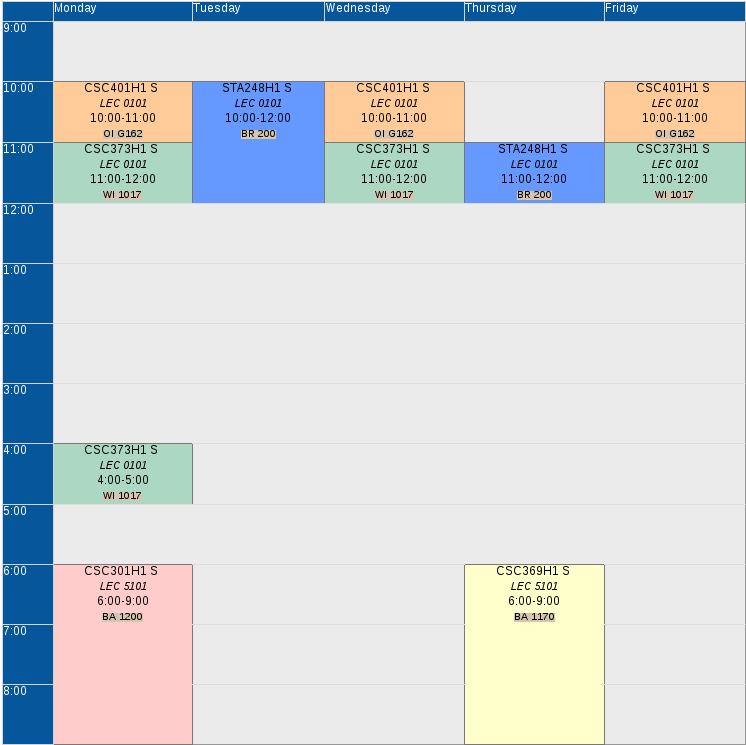 Monday Tuesday Wednesday Thursday Friday
9:00
10:00 CSC401H1 S STA248H1 S CSC401H1 S CSC401H1 S
LEC 0101 LEC 0101 LEC 0101 LEC 0101
10:00-11:00 10:00-12:00 10:00-11:00 10:00-11:00
OI G162 BR 200 OI G162 OI G162
11:00 CSC373H1 S CSC373H1 S STA248H1 S CSC373H1 S
LEC 0101 LEC 0101 LEC 0101 LEC 0101
11:00-12:00 11:00-12:00 11:00-12:00 11:00-12:00
WI 1017 WI 1017 BR 200 WI 1017
12:00
1:00
2:00
3:00
4:00 CSC373H1 S
LEC 0101
4:00-5:00
WI 1017
5:00
6:00 CSC301H1 S CSC369H1 S
LEC 5101 LEC 5101
6:00-9:00 6:00-9:00
BA 1200 BA 1170
7:00
8:00